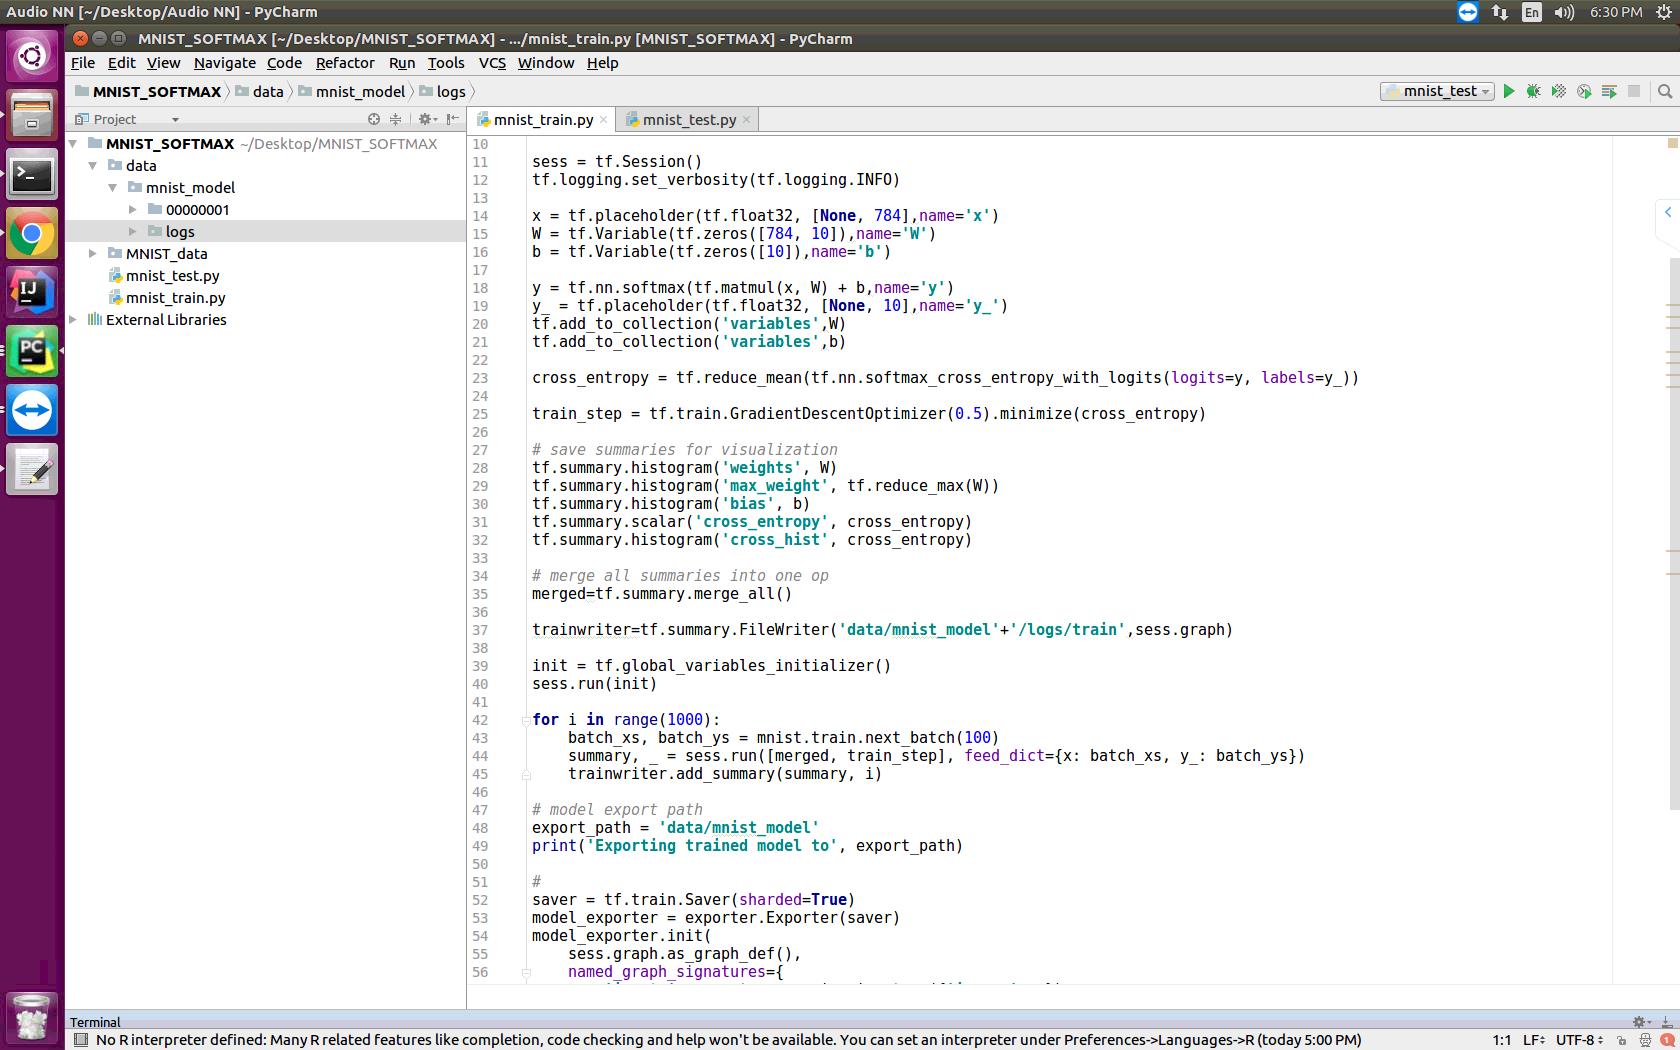 Audio NN [~/Desktop/Audio NN] - PyCharm
En
6:30 PM
MNIST_SOFTMAX [~/Desktop/MNIST_SOFTMAX] - .../mnist_train.py [MNIST_SOFTMAX] - PyCharm
File Edit View Navigate Code Refactor Run Tools VCS Window Help
MNIST_SOFTMAX data mnist_model logs
mnist_test
Project
mnist_train.py mnist_test.py
MNIST_SOFTMAX ~/Desktop/MNIST_SOFTMAX
data
mnist_model
00000001
logs
MNIST_data
mnist_test.py
mnist_train.py
External Libraries
IJ
PC
10
11 sess = tf.Session()
12 tf.logging.set_verbosity(tf.logging.INFO)
13
14 x = tf.placeholder(tf.float32, [None, 784],name='x')
15 W = tf.Variable(tf.zeros([784, 10]),name='W')
16 b = tf.Variable(tf.zeros([10]),name='b')
17
18 y = tf.nn.softmax(tf.matmul(x, W) + b,name='y')
19 y_ = tf.placeholder(tf.float32, [None, 10],name='y_')
20 tf.add_to_collection('variables',W)
21 tf.add_to_collection('variables',b)
22
23 cross_entropy = tf.reduce_mean(tf.nn.softmax_cross_entropy_with_logits(logits=y, labels=y_))
24
25 train_step = tf.train.GradientDescentOptimizer(0.5).minimize(cross_entropy)
26
27 # save summaries for visualization
28 tf.summary.histogram('weights', W)
29 tf.summary.histogram('max_weight', tf.reduce_max(W))
30 tf.summary.histogram('bias', b)
31 tf.summary.scalar('cross_entropy', cross_entropy)
32 tf.summary.histogram('cross_hist', cross_entropy)
33
34 # merge all summaries into one op
35 merged=tf.summary.merge_all()
36
37 trainwriter=tf.summary.FileWriter('data/mnist_model'+'/logs/train',sess.graph)
38
39 init = tf.global_variables_initializer()
40 sess.run(init)
41
42 for i in range(1000):
43 batch_xs, batch_ys = mnist.train.next_batch(100)
44 summary, _ = sess.run([merged, train_step], feed_dict={x: batch_xs, y_: batch_ys})
45 trainwriter.add_summary(summary, i)
46
47 # model export path
48 export_path = 'data/mnist_model'
49 print('Exporting trained model to', export_path)
50
51 #
52 saver = tf.train.Saver(sharded=True)
53 model_exporter = exporter.Exporter(saver)
54 model_exporter.init(
55 sess.graph.as_graph_def(),
56 named_graph_signatures={
Terminal
No R interpreter defined: Many R related features like completion, code checking and help won't be available. You can set an interpreter under Preferences->Languages->R (today 5:00 PM)
1:1 LF UTF-8
1